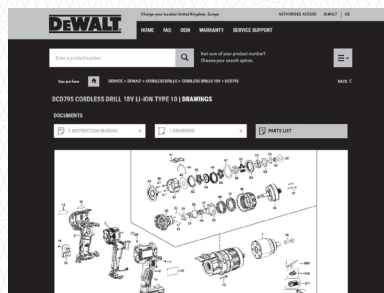 DEWALT
Change your location United Kingdom, Europe
AUTHORISED ACCESS DEWALT GB
HOME FAQ OEM WARRANTY SERVICE SUPPORT
Enter a product number
Not sure of your product number?
Choose your search option.
You are here SERVICE > DEWALT > CORDLESS DRILLS > CORDLESS DRILLS 18V > DCD795
BACK <
DCD795 CORDLESS DRILL 18V LI-ION TYPE 10 | DRAWINGS
DOCUMENTS
2 INSTRUCTION MANUAL
1 DRAWINGS
PARTS LIST